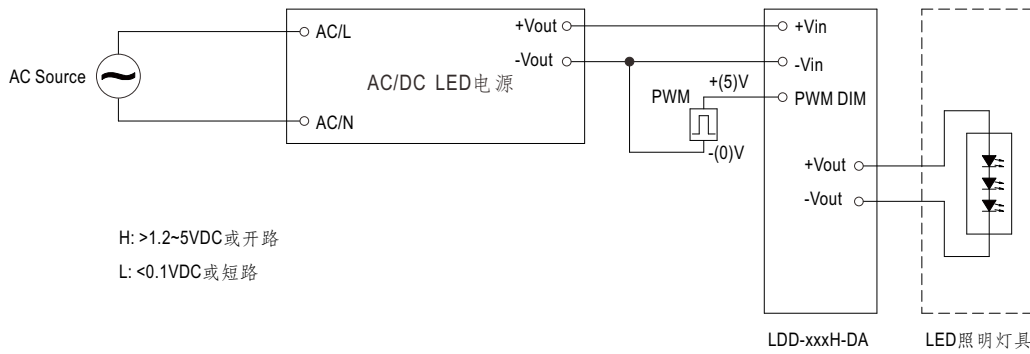 AC Source
AC/L
AC/N
AC/DC LED电源
+Vout
-Vout
PWM
+(5)V
-(0)V
+Vin
-Vin
PWM DIM
+Vout
-Vout
H: >1.2~5VDC或开路
L: <0.1VDC或短路
LDD-xxxH-DA
LED照明灯具